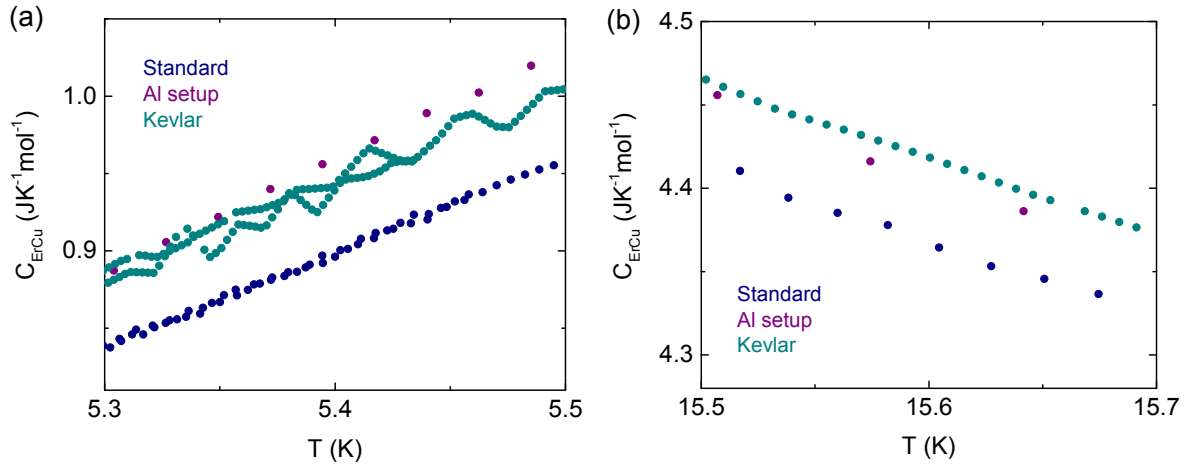 (a)
Standard
Al setup
Kevlar
1.0
0.9
5.3 5.4 5.5
T (K)
C_ErCu (JK⁻¹mol⁻¹)
(b)
4.5
4.4
4.3
Standard
Al setup
Kevlar
15.5 15.6 15.7
T (K)
C_ErCu (JK⁻¹mol⁻¹)